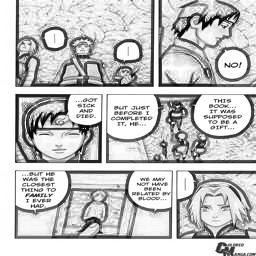 I
I
I
NO!
...GOT
SICK
AND
DIED.
BUT JUST
BEFORE I
COMPLETED
IT, HE...
THIS
BOOK...
IT WAS
SUPPOSED
TO BE A
GIFT...
...BUT HE
WAS THE
CLOSEST
THING TO
FAMILY
I EVER
HAD.
WE MAY
NOT HAVE
BEEN
RELATED BY
BLOOD...
COLORED
MANGA.COM